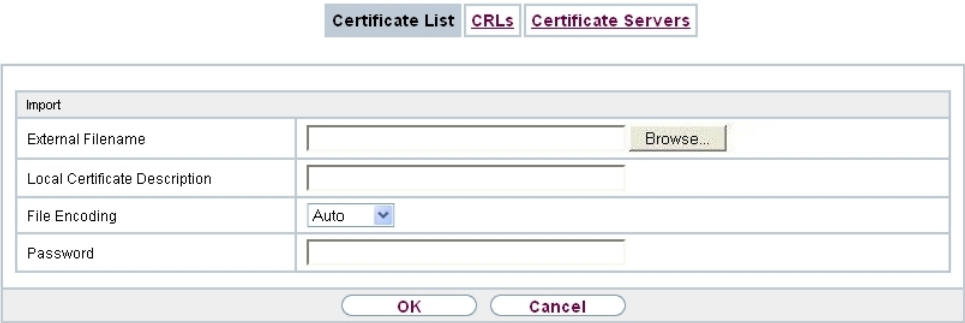 Certificate List CRLs Certificate Servers
Import
External Filename Browse...
Local Certificate Description
File Encoding Auto
Password
OK Cancel